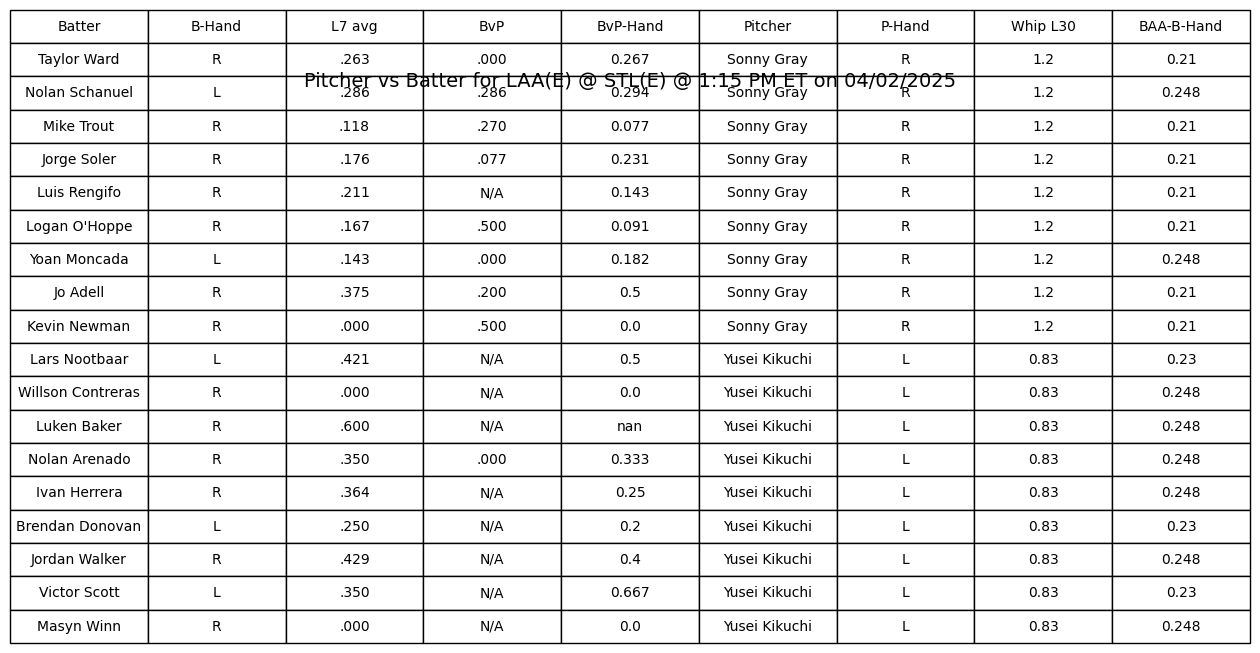 Batter B-Hand L7 avg BvP BvP-Hand Pitcher P-Hand Whip L30 BAA-B-Hand
Taylor Ward R .263 .000 0.267 Sonny Gray R 1.2 0.21
Pitcher vs Batter for LAA(E) @ STL(E) @ 1:15 PM ET on 04/02/2025
Nolan Schanuel L .286 .286 0.294 Sonny Gray R 1.2 0.248
Mike Trout R .118 .270 0.077 Sonny Gray R 1.2 0.21
Jorge Soler R .176 .077 0.231 Sonny Gray R 1.2 0.21
Luis Rengifo R .211 N/A 0.143 Sonny Gray R 1.2 0.21
Logan O'Hoppe R .167 .500 0.091 Sonny Gray R 1.2 0.21
Yoan Moncada L .143 .000 0.182 Sonny Gray R 1.2 0.248
Jo Adell R .375 .200 0.5 Sonny Gray R 1.2 0.21
Kevin Newman R .000 .500 0.0 Sonny Gray R 1.2 0.21
Lars Nootbaar L .421 N/A 0.5 Yusei Kikuchi L 0.83 0.23
Willson Contreras R .000 N/A 0.0 Yusei Kikuchi L 0.83 0.248
Luken Baker R .600 N/A nan Yusei Kikuchi L 0.83 0.248
Nolan Arenado R .350 .000 0.333 Yusei Kikuchi L 0.83 0.248
Ivan Herrera R .364 N/A 0.25 Yusei Kikuchi L 0.83 0.248
Brendan Donovan L .250 N/A 0.2 Yusei Kikuchi L 0.83 0.23
Jordan Walker R .429 N/A 0.4 Yusei Kikuchi L 0.83 0.248
Victor Scott L .350 N/A 0.667 Yusei Kikuchi L 0.83 0.23
Masyn Winn R .000 N/A 0.0 Yusei Kikuchi L 0.83 0.248